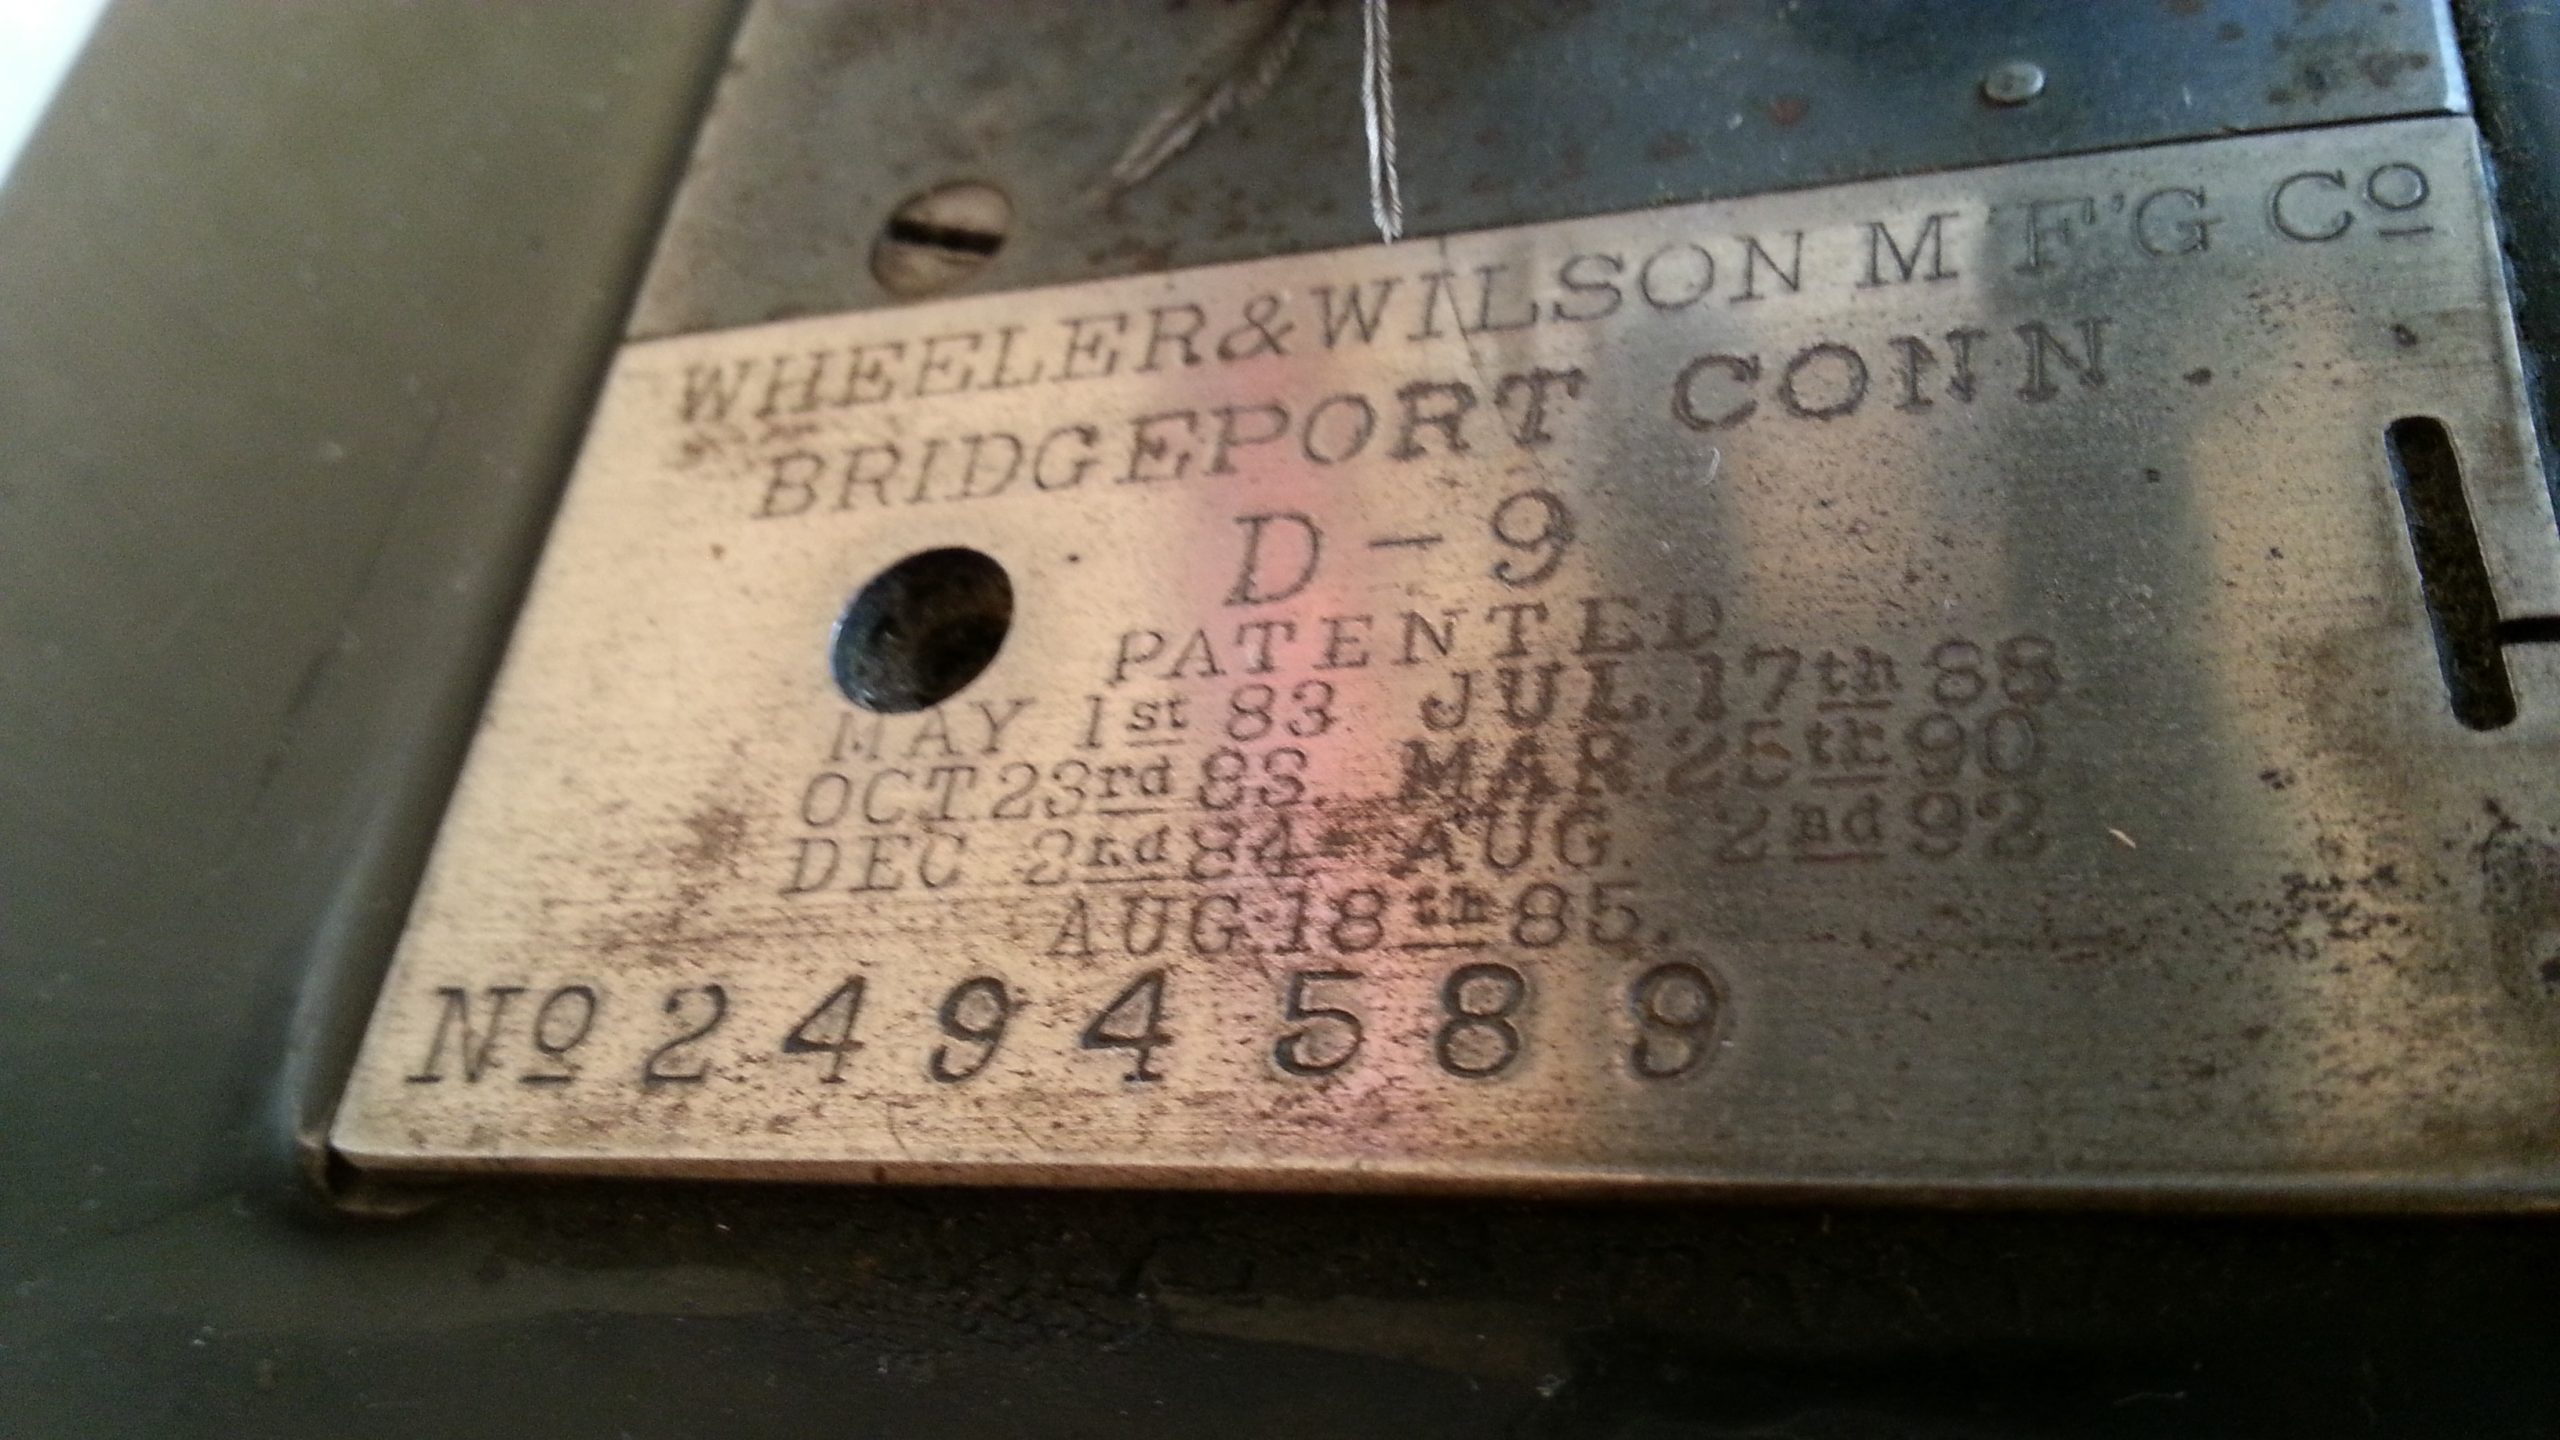 WHEELER & WILSON M F'G Co
BRIDGEPORT CONN.
D-9
PATENTED
MAY 1st 83. JUL. 17th 88
OCT. 23rd 83. MAR. 25th 90
DEC 2nd 84. AUG. 2nd 92
AUG. 18th 85.
No 2494589